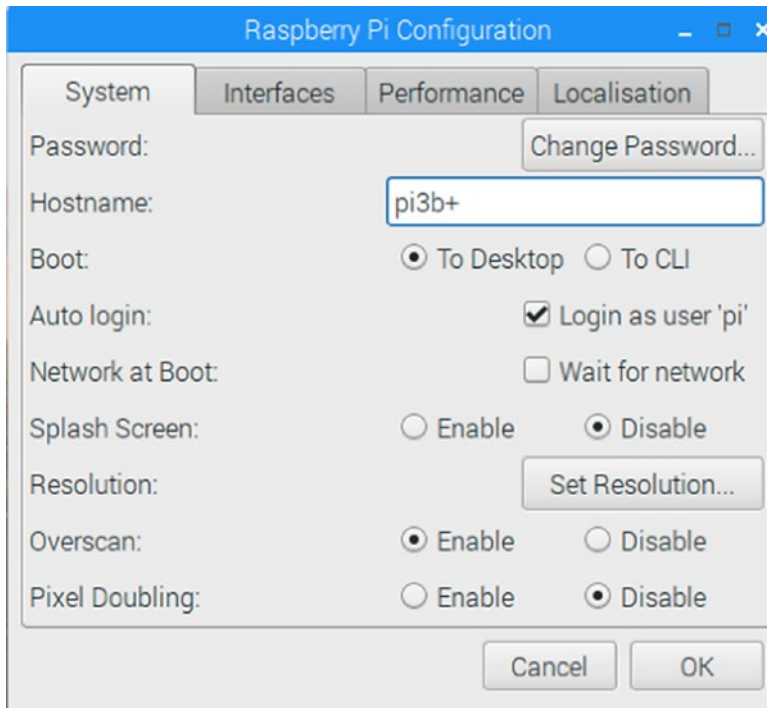 Raspberry Pi Configuration
System Interfaces Performance Localisation
Password: Change Password...
Hostname: pi3b+
Boot: To Desktop To CLI
Auto login: Login as user 'pi'
Network at Boot: Wait for network
Splash Screen: Enable Disable
Resolution: Set Resolution...
Overscan: Enable Disable
Pixel Doubling: Enable Disable
Cancel OK